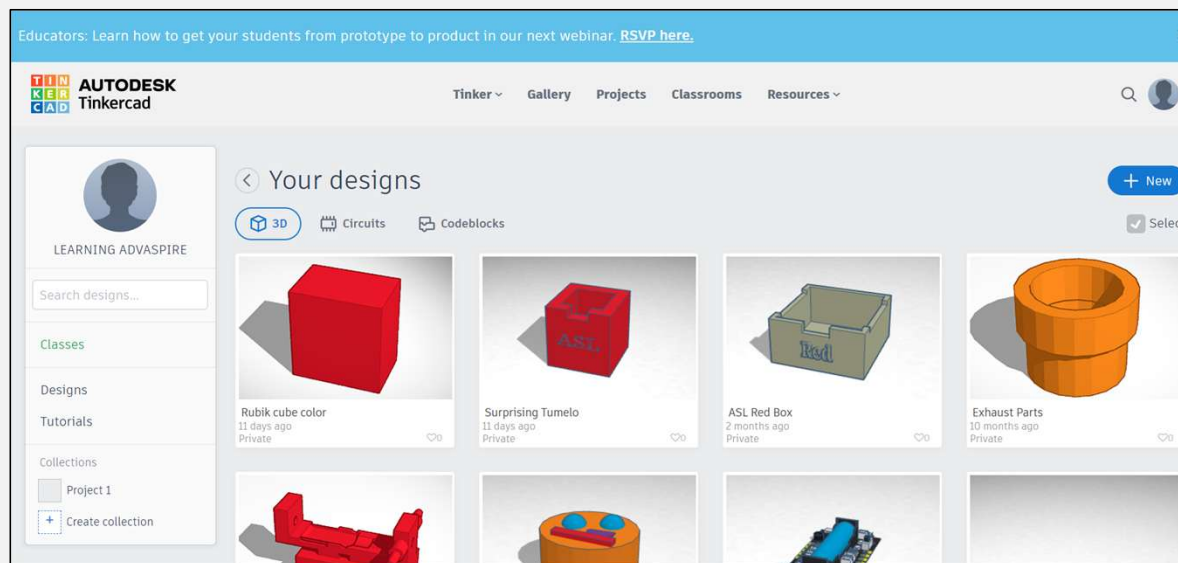 Educators: Learn how to get your students from prototype to product in our next webinar. RSVP here.
TIN
KER
CAD
AUTODESK
Tinkercad
Tinker Gallery Projects Classrooms Resources
LEARNING ADVASPIRE
Search designs...
Classes
Designs
Tutorials
Collections
Project 1
+ Create collection
Your designs
+ New
3D Circuits Codeblocks
Selec
ASL
Red
Rubik cube color
11 days ago
Private
0
Surprising Tumelo
11 days ago
Private
0
ASL Red Box
2 months ago
Private
0
Exhaust Parts
10 months ago
Private
0